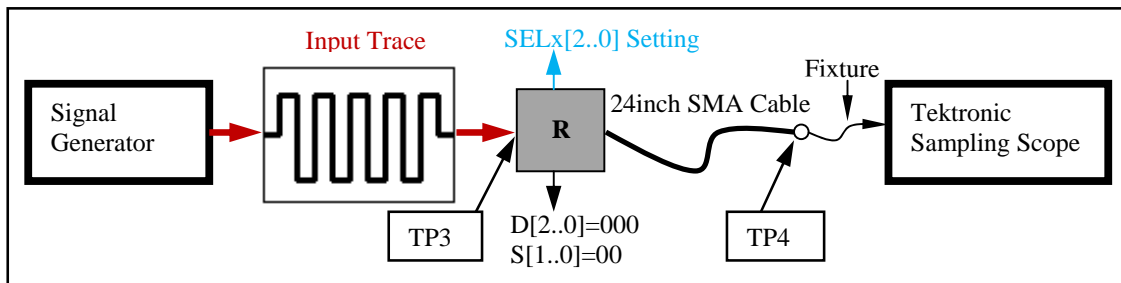 SELx[2..0] Setting
Input Trace
Fixture
Signal
Generator
R
24inch SMA Cable
Tektronic
Sampling Scope
TP3
D[2..0]=000
S[1..0]=00
TP4